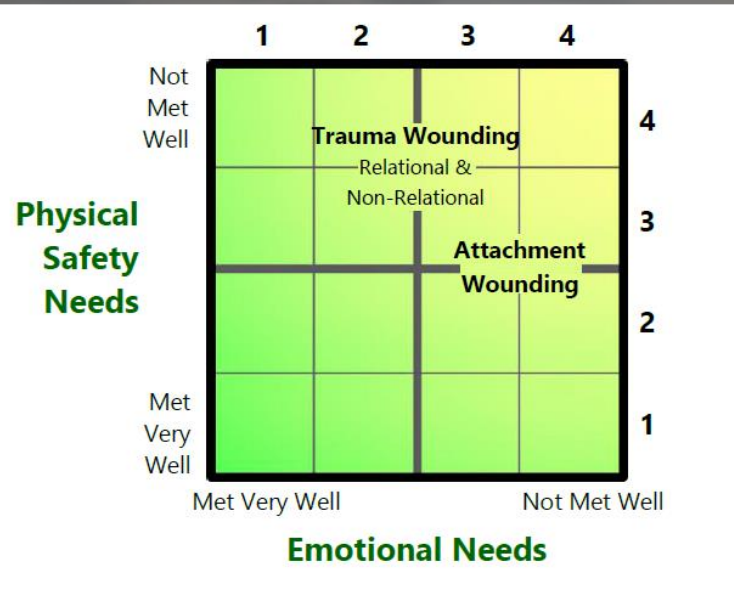 1 2 3 4
Not
Met
Well
4
Trauma Wounding
Relational &
Non-Relational
Physical
Safety
Needs
3
Attachment
Wounding
2
Met
Very
Well
1
Met Very Well
Not Met Well
Emotional Needs